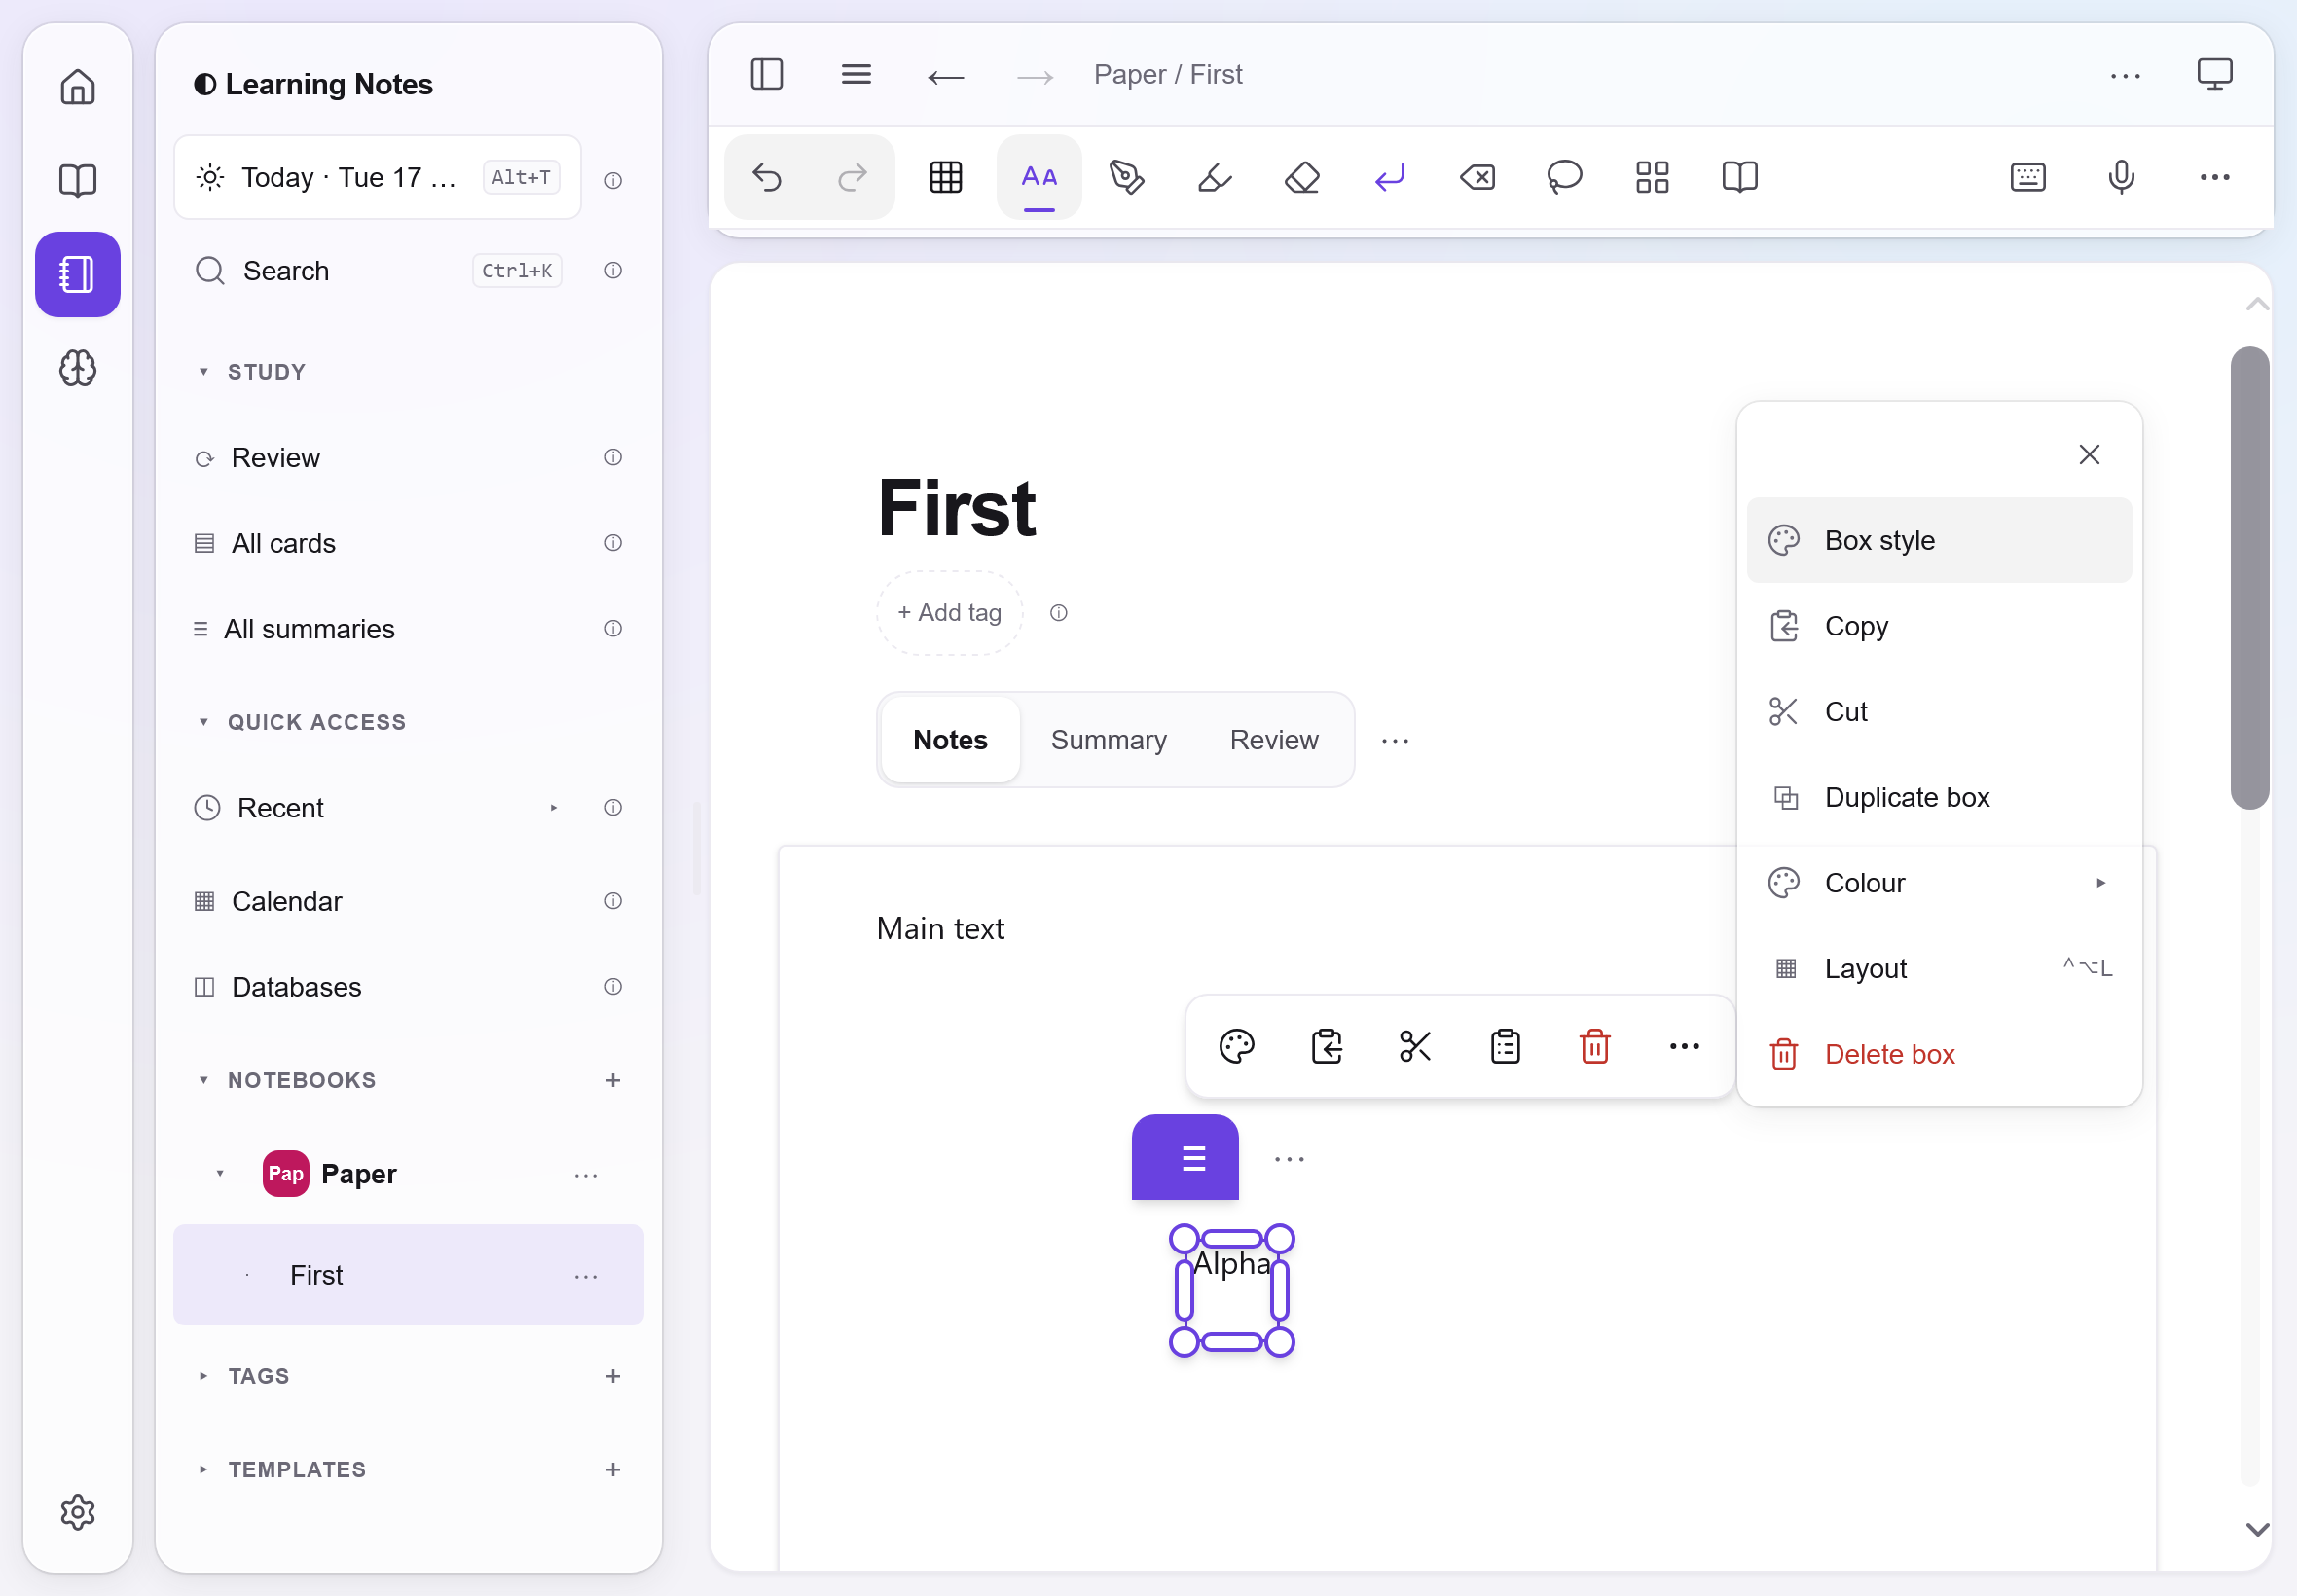 Learning Notes
Today · Tue 17 ... Alt+T
Search Ctrl+K
STUDY
Review
All cards
All summaries
QUICK ACCESS
Recent
Calendar
Databases
NOTEBOOKS +
Pap Paper ...
First ...
TAGS +
TEMPLATES +
Paper / First
First
+ Add tag
Notes Summary Review ...
Main text
Alpha
Box style
Copy
Cut
Duplicate box
Colour
Layout ^⌥L
Delete box